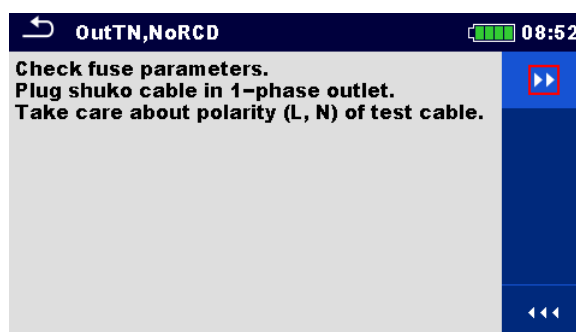 OutTN,NoRCD
08:52
Check fuse parameters.
Plug shuko cable in 1-phase outlet.
Take care about polarity (L, N) of test cable.